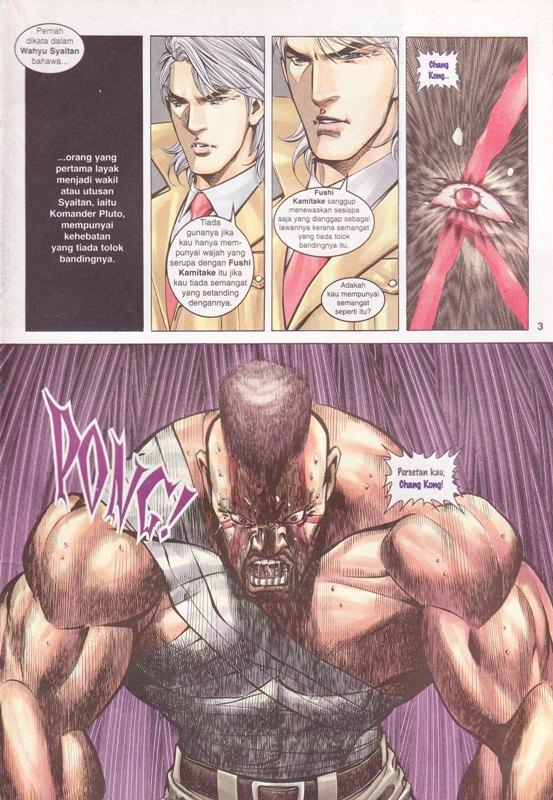 Pernah
dikata dalam
Wahyu Syaitan
bahawa...
...orang yang
pertama layak
menjadi wakil
atau utusan
Syaitan, iaitu
Komander Pluto,
mempunyai
kehebatan
yang tiada tolok
bandingnya.
Tiada
gunanya jika
kau hanya mem-
punyai wajah yang
serupa dengan Fushi
Kamitake itu jika
kau tiada semangat
yang setanding
dengannya.
Fushi
Kamitake sanggup
menewaskan sesiapa
saja yang dianggap sebagai
lawannya kerana semangat
yang tiada tolok
bandingnya itu.
Adakah
kau mempunyai
semangat
seperti itu?
Chang
Kong...
3
PONG!
Persetan kau,
Chang Kong!